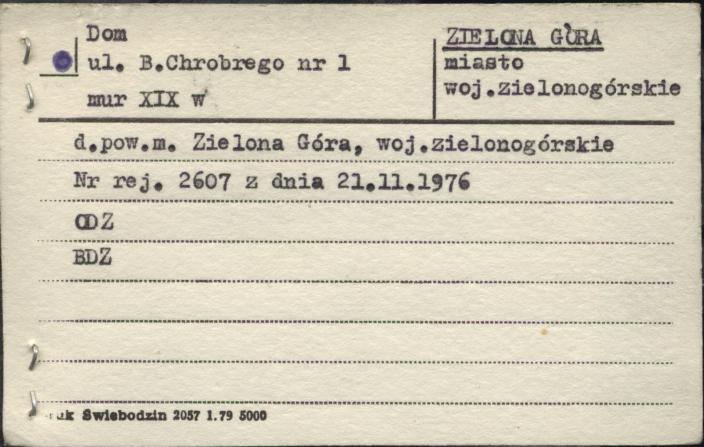 Dom
ul. B.Chrobrego nr 1
mur XIX w
ZIELONA GÓRA
miasto
woj.zielonogórskie
d.pow.m. Zielona Góra, woj.zielonogórskie
Nr rej. 2607 z dnia 21.11.1976
ODZ
BDZ
Swiebodzin 2057 1.79 5000